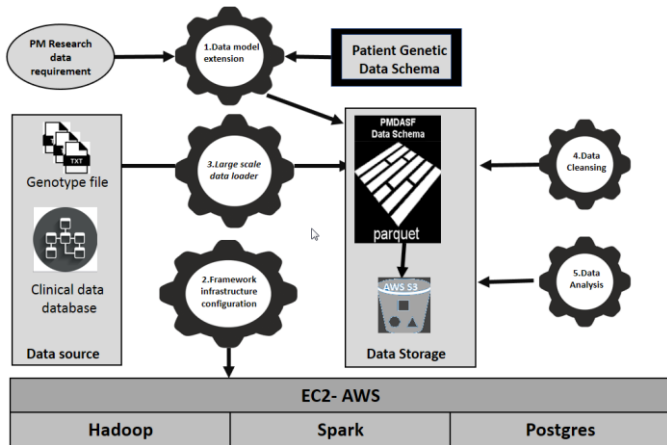 PM Research
data
requirement
1.Data model
extension
Patient Genetic
Data Schema
TXT
Genotype file
Clinical data
database
Data source
3.Large scale
data loader
2.Framework
infrastructure
configuration
PMDASF
Data Schema
parquet
AWS S3
Data Storage
4.Data
Cleansing
5.Data
Analysis
EC2- AWS
Hadoop
Spark
Postgres